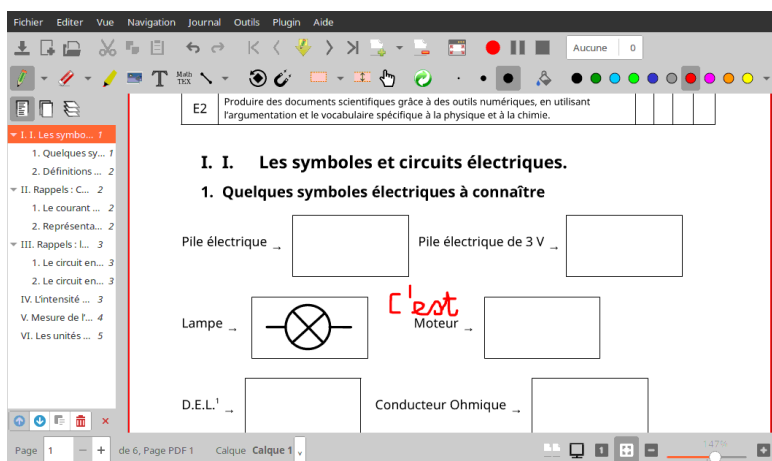 Fichier Editer Vue Navigation Journal Outils Plugin Aide
Aucune 0
Math TEX
I. I. Les symbo... 1
1. Quelques sy... 1
2. Définitions ... 2
II. Rappels : C... 2
1. Le courant ... 2
2. Représenta... 2
III. Rappels : l... 3
1. Le circuit en... 3
2. Le circuit en... 3
IV. L'intensité ... 3
V. Mesure de l'... 4
VI. Les unités ... 5
E2 Produire des documents scientifiques grâce à des outils numériques, en utilisant
l'argumentation et le vocabulaire spécifique à la physique et à la chimie.
I. I. Les symboles et circuits électriques.
1. Quelques symboles électriques à connaître
Pile électrique → Pile électrique de 3 V →
C'est
Lampe → Moteur →
D.E.L.¹ → Conducteur Ohmique →
Page 1 − + de 6, Page PDF 1 Calque Calque 1 1 147%